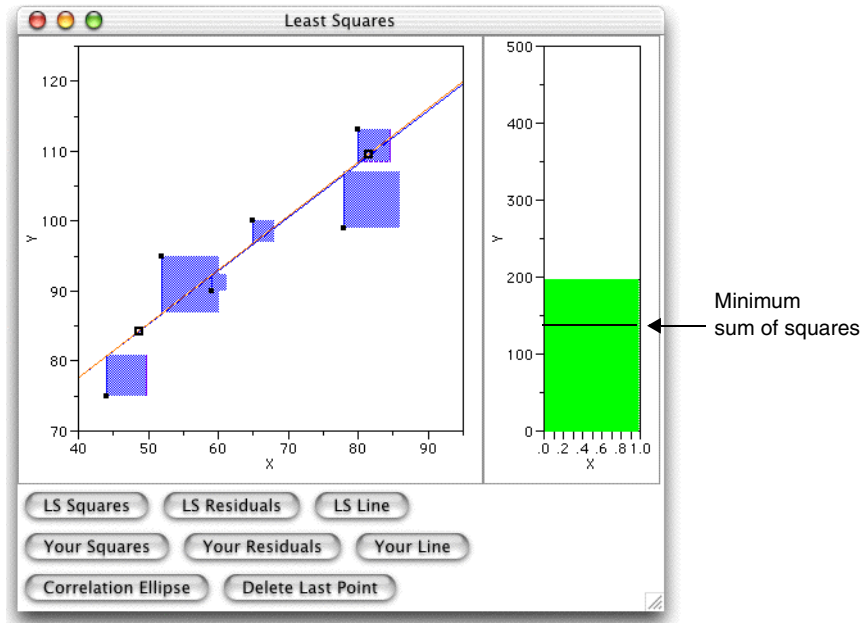 Least Squares
120
110
100
90
80
70
Y
40 50 60 70 80 90
X
500
400
300
200
100
0
Y
.0 .2 .4 .6 .8 1.0
X
Minimum
sum of squares
LS Squares LS Residuals LS Line
Your Squares Your Residuals Your Line
Correlation Ellipse Delete Last Point